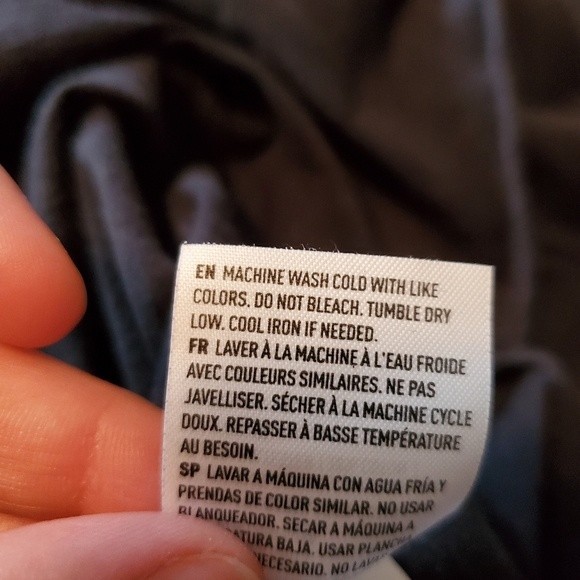 EN MACHINE WASH COLD WITH LIKE
COLORS. DO NOT BLEACH. TUMBLE DRY
LOW. COOL IRON IF NEEDED.
FR LAVER À LA MACHINE À L'EAU FROIDE
AVEC COULEURS SIMILAIRES. NE PAS
JAVELLISER. SÉCHER À LA MACHINE CYCLE
DOUX. REPASSER À BASSE TEMPÉRATURE
AU BESOIN.
SP LAVAR A MÁQUINA CON AGUA FRÍA Y
PRENDAS DE COLOR SIMILAR. NO USAR
BLANQUEADOR. SECAR A MÁQUINA A
BAJA. USAR
NO